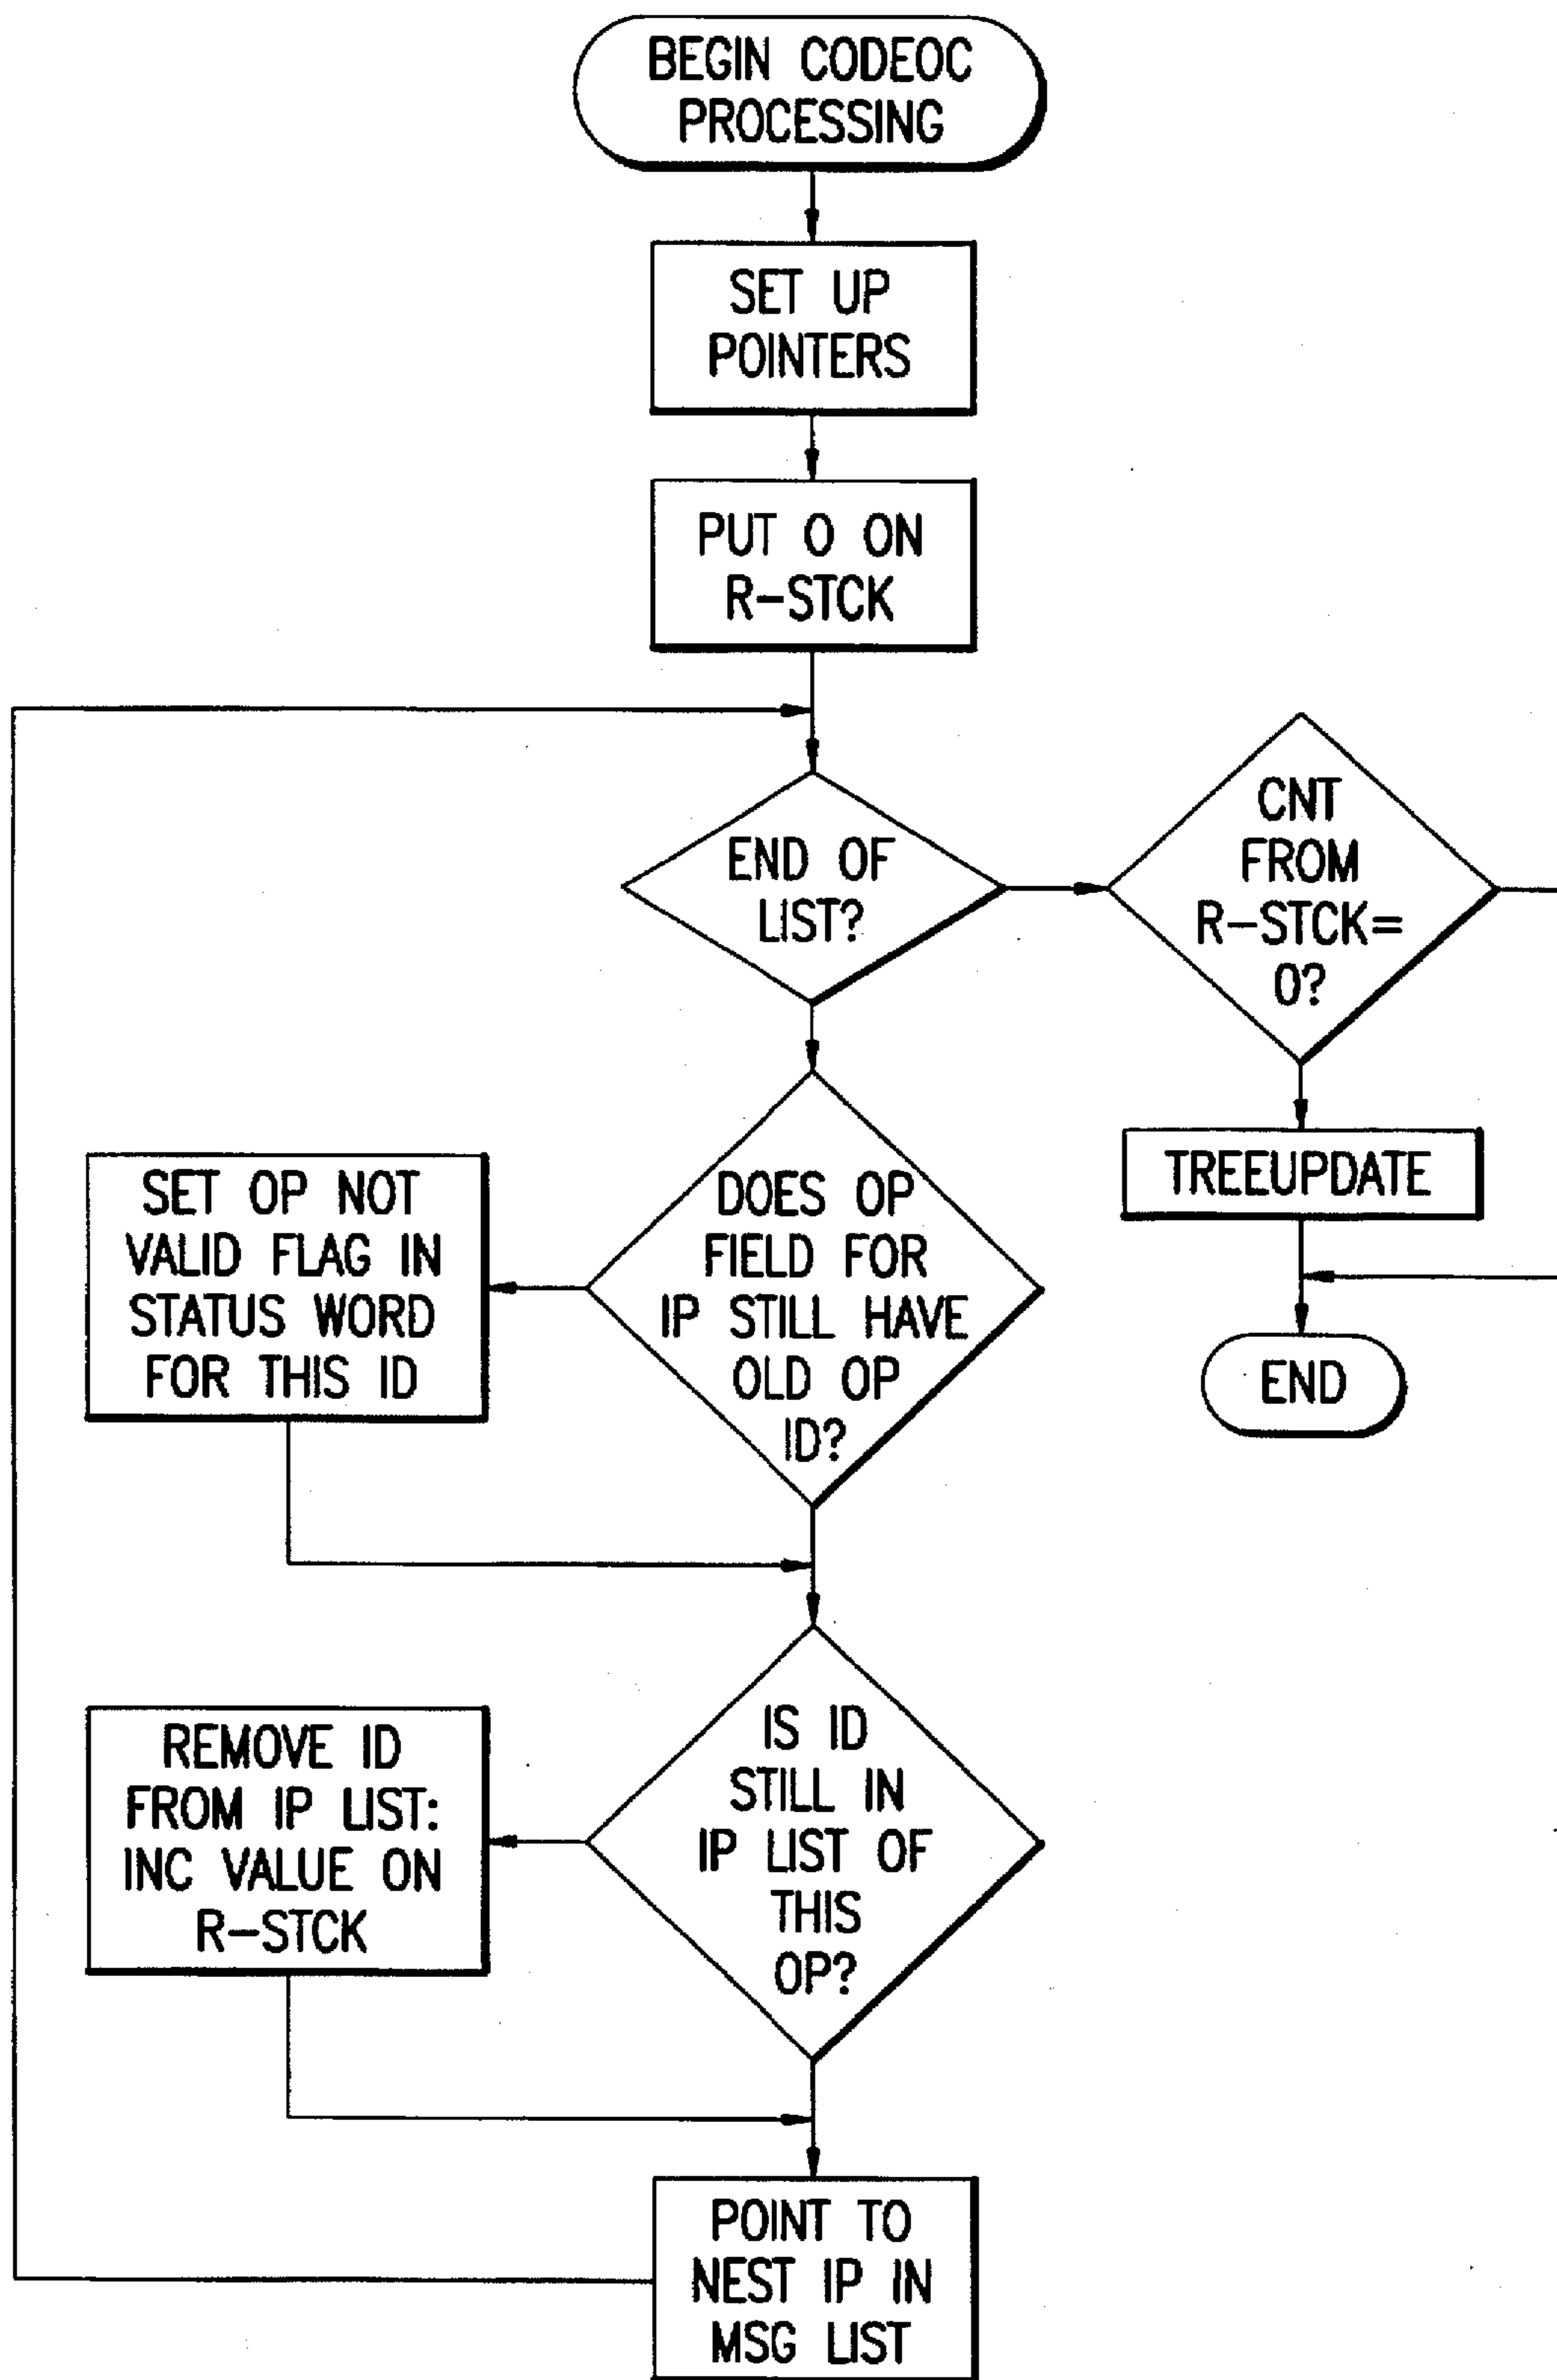 BEGIN CODEOC
PROCESSING
SET UP
POINTERS
PUT 0 ON
R-STCK
END OF
LIST?
CNT
FROM
R-STCK=
0?
TREEUPDATE
END
DOES OP
FIELD FOR
IP STILL HAVE
OLD OP
ID?
SET OP NOT
VALID FLAG IN
STATUS WORD
FOR THIS ID
IS ID
STILL IN
IP LIST OF
THIS
OP?
REMOVE ID
FROM IP LIST:
INC VALUE ON
R-STCK
POINT TO
NEST IP IN
MSG LIST